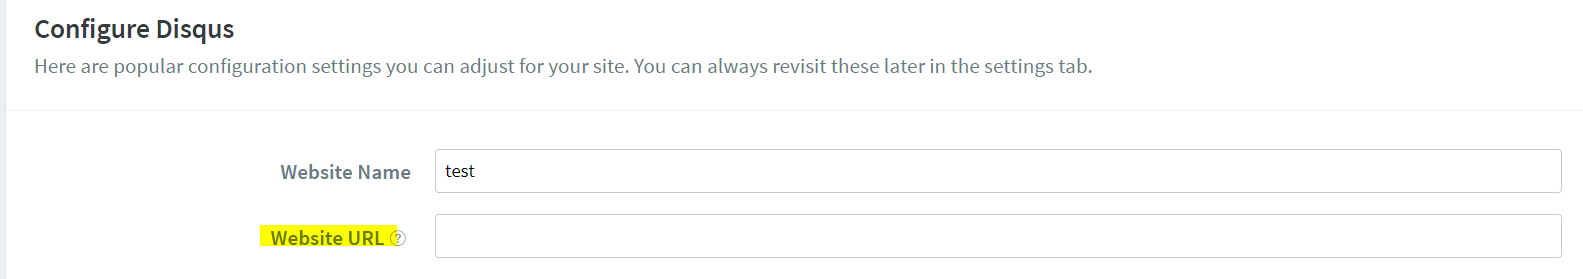 Configure Disqus
Here are popular configuration settings you can adjust for your site. You can always revisit these later in the settings tab.
Website Name
test
Website URL ?